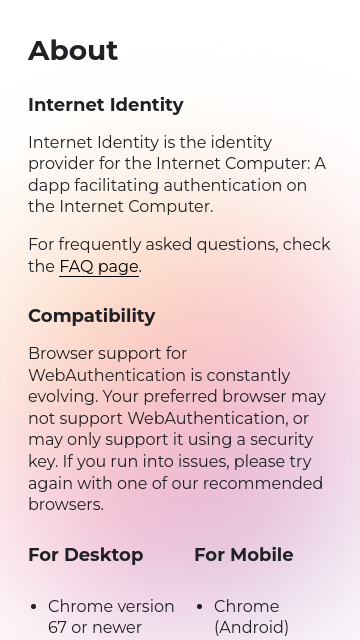 About
Internet Identity
Internet Identity is the identity
provider for the Internet Computer: A
dapp facilitating authentication on
the Internet Computer.
For frequently asked questions, check
the FAQ page.
Compatibility
Browser support for
WebAuthentication is constantly
evolving. Your preferred browser may
not support WebAuthentication, or
may only support it using a security
key. If you run into issues, please try
again with one of our recommended
browsers.
For Desktop
• Chrome version
67 or newer
For Mobile
• Chrome
(Android)